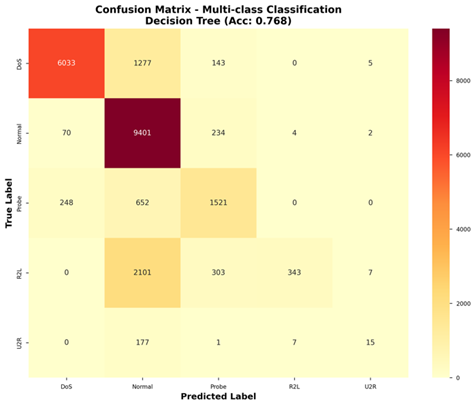 Confusion Matrix - Multi-class Classification
Decision Tree (Acc: 0.768)
DoS 6033 1277 143 0 5
Normal 70 9401 234 4 2
Probe 248 652 1521 0 0
R2L 0 2101 303 343 7
U2R 0 177 1 7 15
DoS Normal Probe R2L U2R
True Label
Predicted Label
8000
6000
4000
2000
0